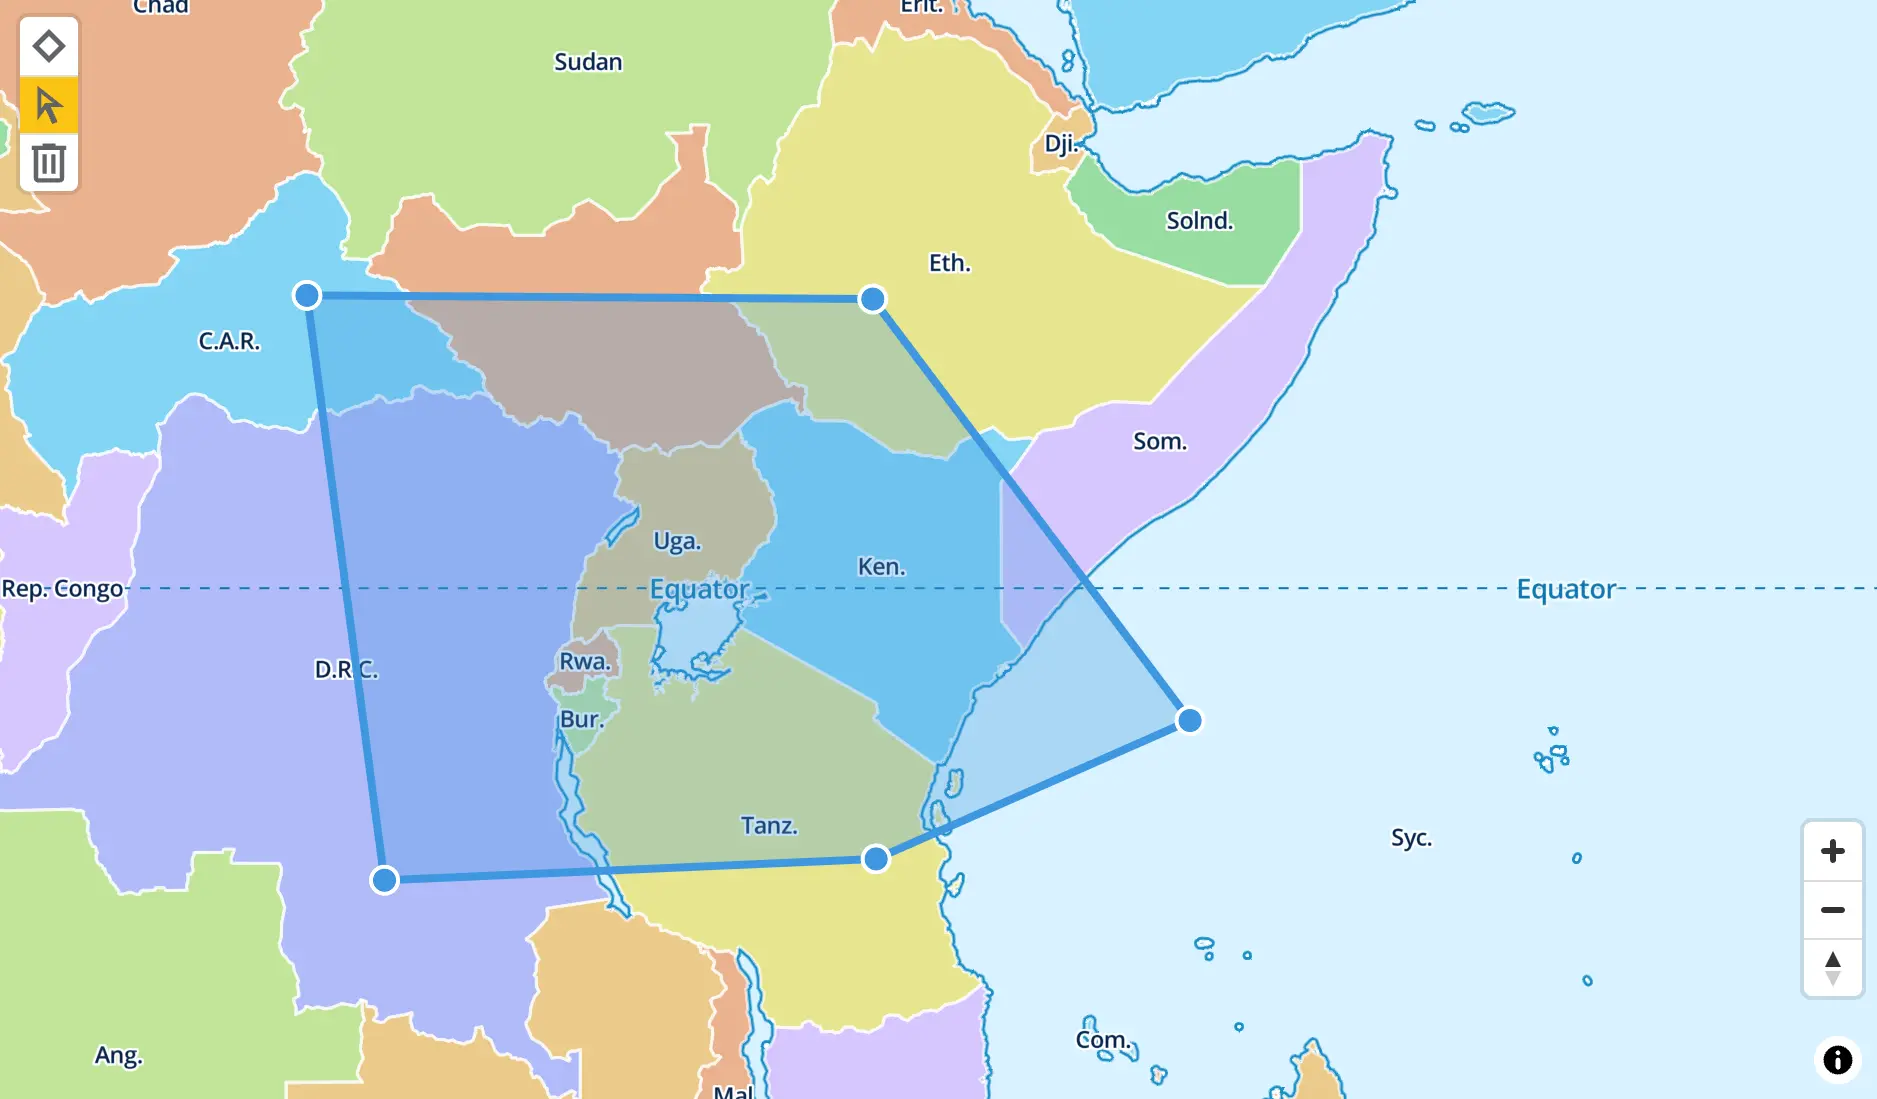 Chad
Erit.
Sudan
Dji.
Solnd.
Eth.
C.A.R.
Som.
Uga.
Ken.
Rep. Congo
Equator
Equator
Rwa.
D.R.C.
Bur.
Tanz.
Syc.
Com.
Ang.
Mal.